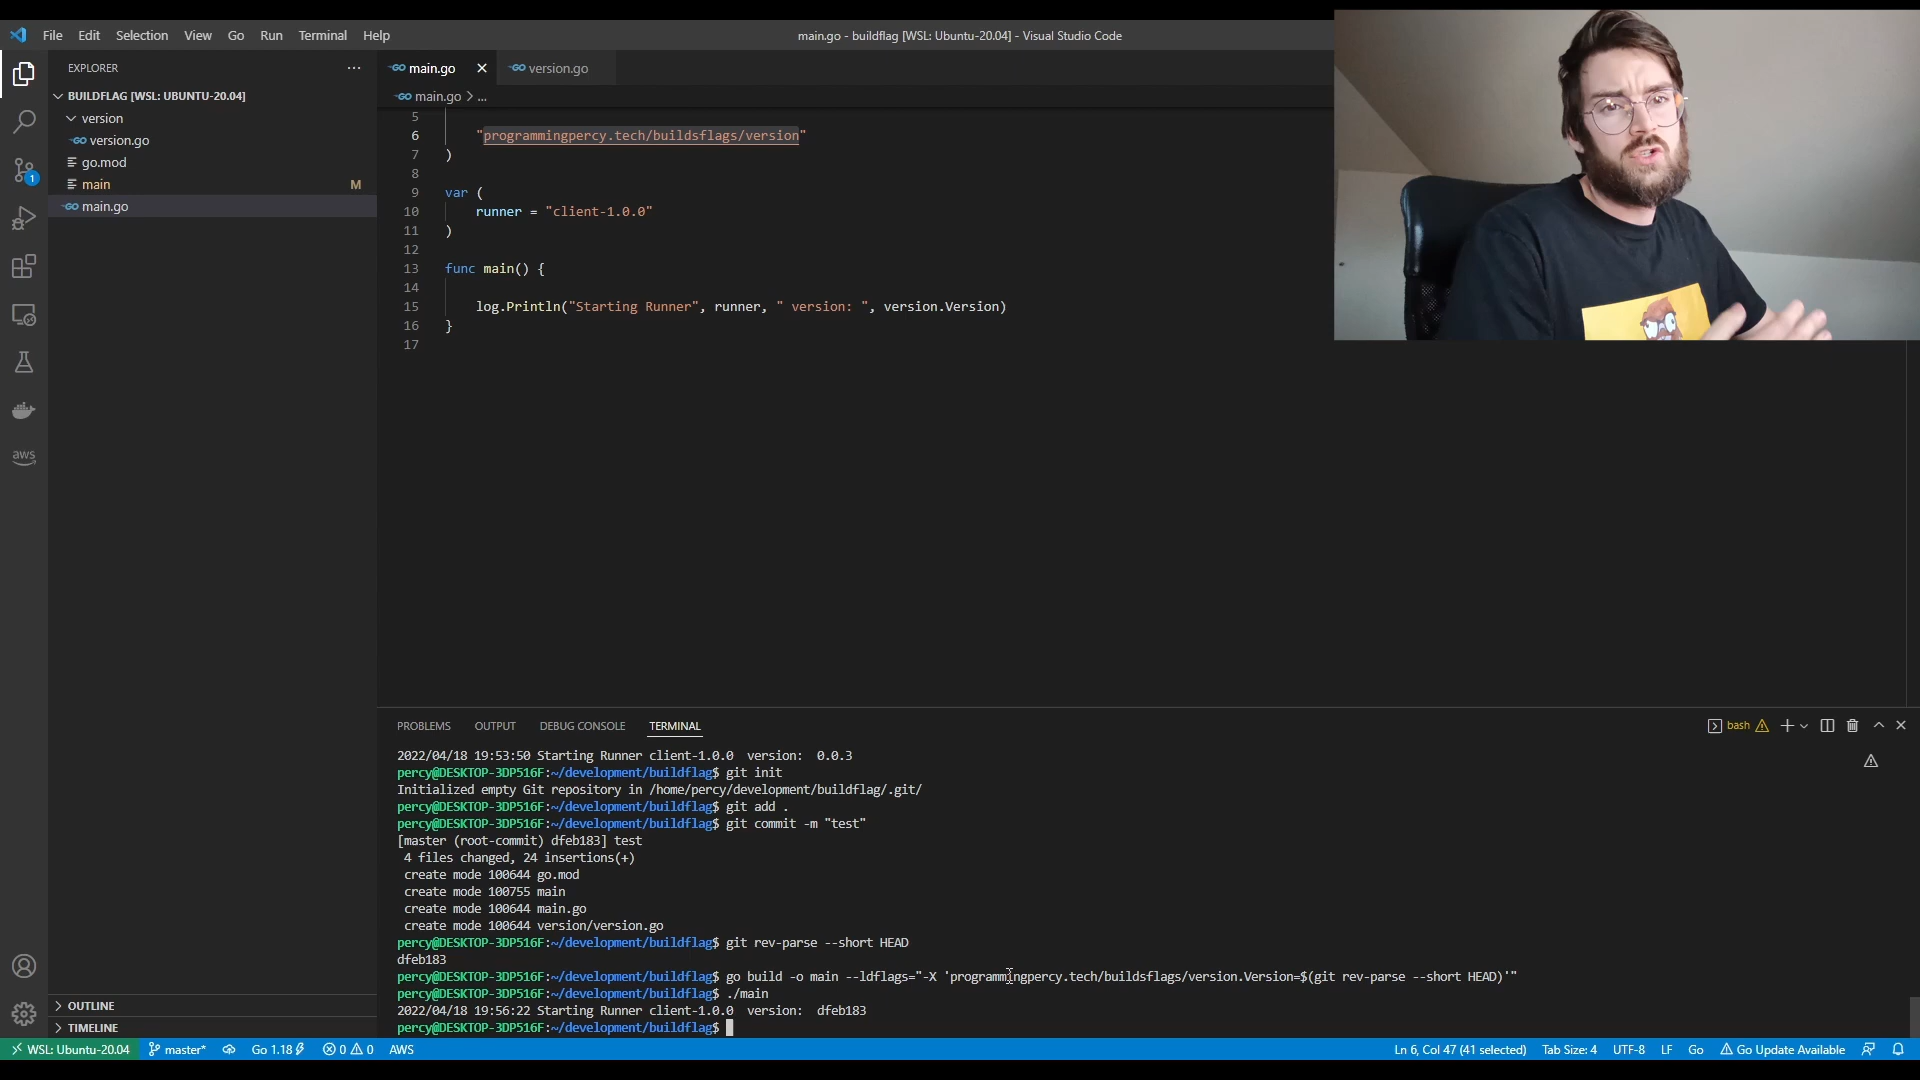 File Edit Selection View Go Run Terminal Help
main.go - buildflag [WSL: Ubuntu-20.04] - Visual Studio Code
EXPLORER
BUILDFLAG [WSL: UBUNTU-20.04]
version
version.go
go.mod
main M
main.go
OUTLINE
TIMELINE
1
aws
main.go version.go
main.go > ...
5
6 "programmingpercy.tech/buildsflags/version"
7 )
8
9 var (
10 runner = "client-1.0.0"
11 )
12
13 func main() {
14
15 log.Println("Starting Runner", runner, " version: ", version.Version)
16 }
17
PROBLEMS OUTPUT DEBUG CONSOLE TERMINAL
bash
2022/04/18 19:53:50 Starting Runner client-1.0.0  version:  0.0.3
percy@DESKTOP-3DP516F:~/development/buildflag$ git init
Initialized empty Git repository in /home/percy/development/buildflag/.git/
percy@DESKTOP-3DP516F:~/development/buildflag$ git add .
percy@DESKTOP-3DP516F:~/development/buildflag$ git commit -m "test"
[master (root-commit) dfeb183] test
4 files changed, 24 insertions(+)
create mode 100644 go.mod
create mode 100755 main
create mode 100644 main.go
create mode 100644 version/version.go
percy@DESKTOP-3DP516F:~/development/buildflag$ git rev-parse --short HEAD
dfeb183
percy@DESKTOP-3DP516F:~/development/buildflag$ go build -o main --ldflags="-X 'programmingpercy.tech/buildsflags/version.Version=$(git rev-parse --short HEAD)'"
percy@DESKTOP-3DP516F:~/development/buildflag$ ./main
2022/04/18 19:56:22 Starting Runner client-1.0.0  version:  dfeb183
percy@DESKTOP-3DP516F:~/development/buildflag$
WSL: Ubuntu-20.04 master* Go 1.18 0 0 AWS
Ln 6, Col 47 (41 selected) Tab Size: 4 UTF-8 LF Go Go Update Available